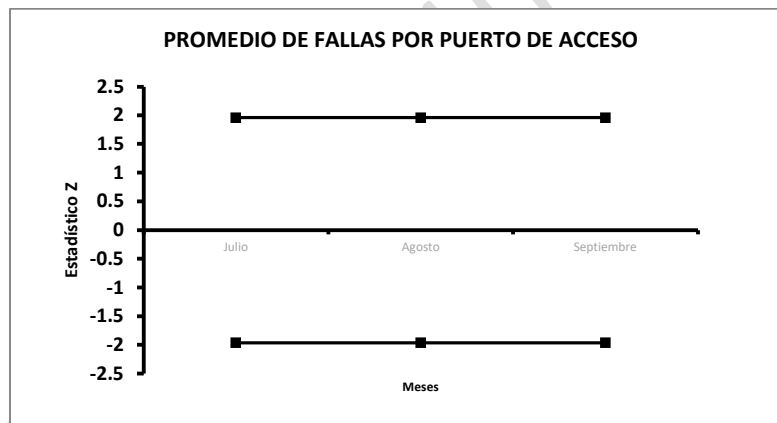 PROMEDIO DE FALLAS POR PUERTO DE ACCESO
2.5
2
1.5
1
0.5
0
-0.5
-1
-1.5
-2
-2.5
Estadístico Z
Julio Agosto Septiembre
Meses